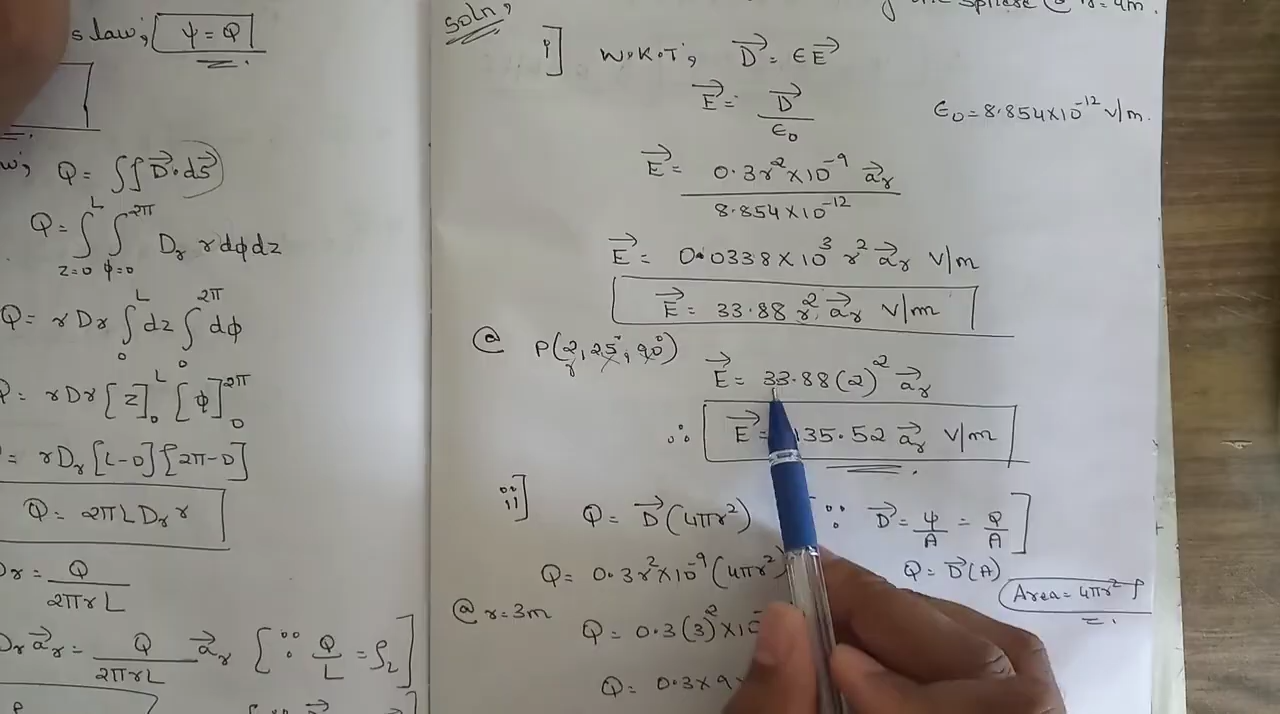 s law; ψ = Q
Q = ∫∫ D⃗ · ds⃗
Q = ∫_{z=0}^{L} ∫_{ϕ=0}^{2π} D_r r dϕ dz
Q = r D_r ∫_0^L dz ∫_0^{2π} dϕ
= r D_r [z]_0^L [ϕ]_0^{2π}
= r D_r [L-0] [2π-0]
Q = 2π L D_r r
D_r = Q / 2πrL
D_r a⃗_r = Q / 2πrL a⃗_r [∵ Q/L = ρ_L]
Soln,
@ r = 4m.
i] W.K.T; D⃗ = ϵE⃗
E⃗ = D⃗ / ϵ₀ ϵ₀ = 8.854×10⁻¹² V/m.
E⃗ = 0.3r²×10⁻⁹ a⃗_r / 8.854×10⁻¹²
E⃗ = 0.0338×10³ r² a⃗_r V/m
E⃗ = 33.88 r² a⃗_r V/m
@ P(2, 25°, 90°) r
E⃗ = 33.88 (2)² a⃗_r
∴ E⃗ = 135.52 a⃗_r V/m
ii] Q = D⃗ (4πr²) ∵ D⃗ = ψ/A = Q/A ]
Q = 0.3r²×10⁻⁹ (4πr²) Q = D⃗(A)
Area = 4πr²
@ r = 3m Q = 0.3 (3)² ×10
Q = 0.3×9